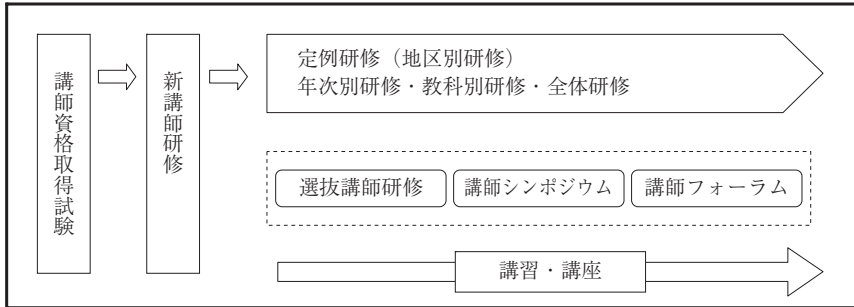 講師資格取得試験
新講師研修
定例研修（地区別研修）
年次別研修・教科別研修・全体研修
選抜講師研修
講師シンポジウム
講師フォーラム
講習・講座